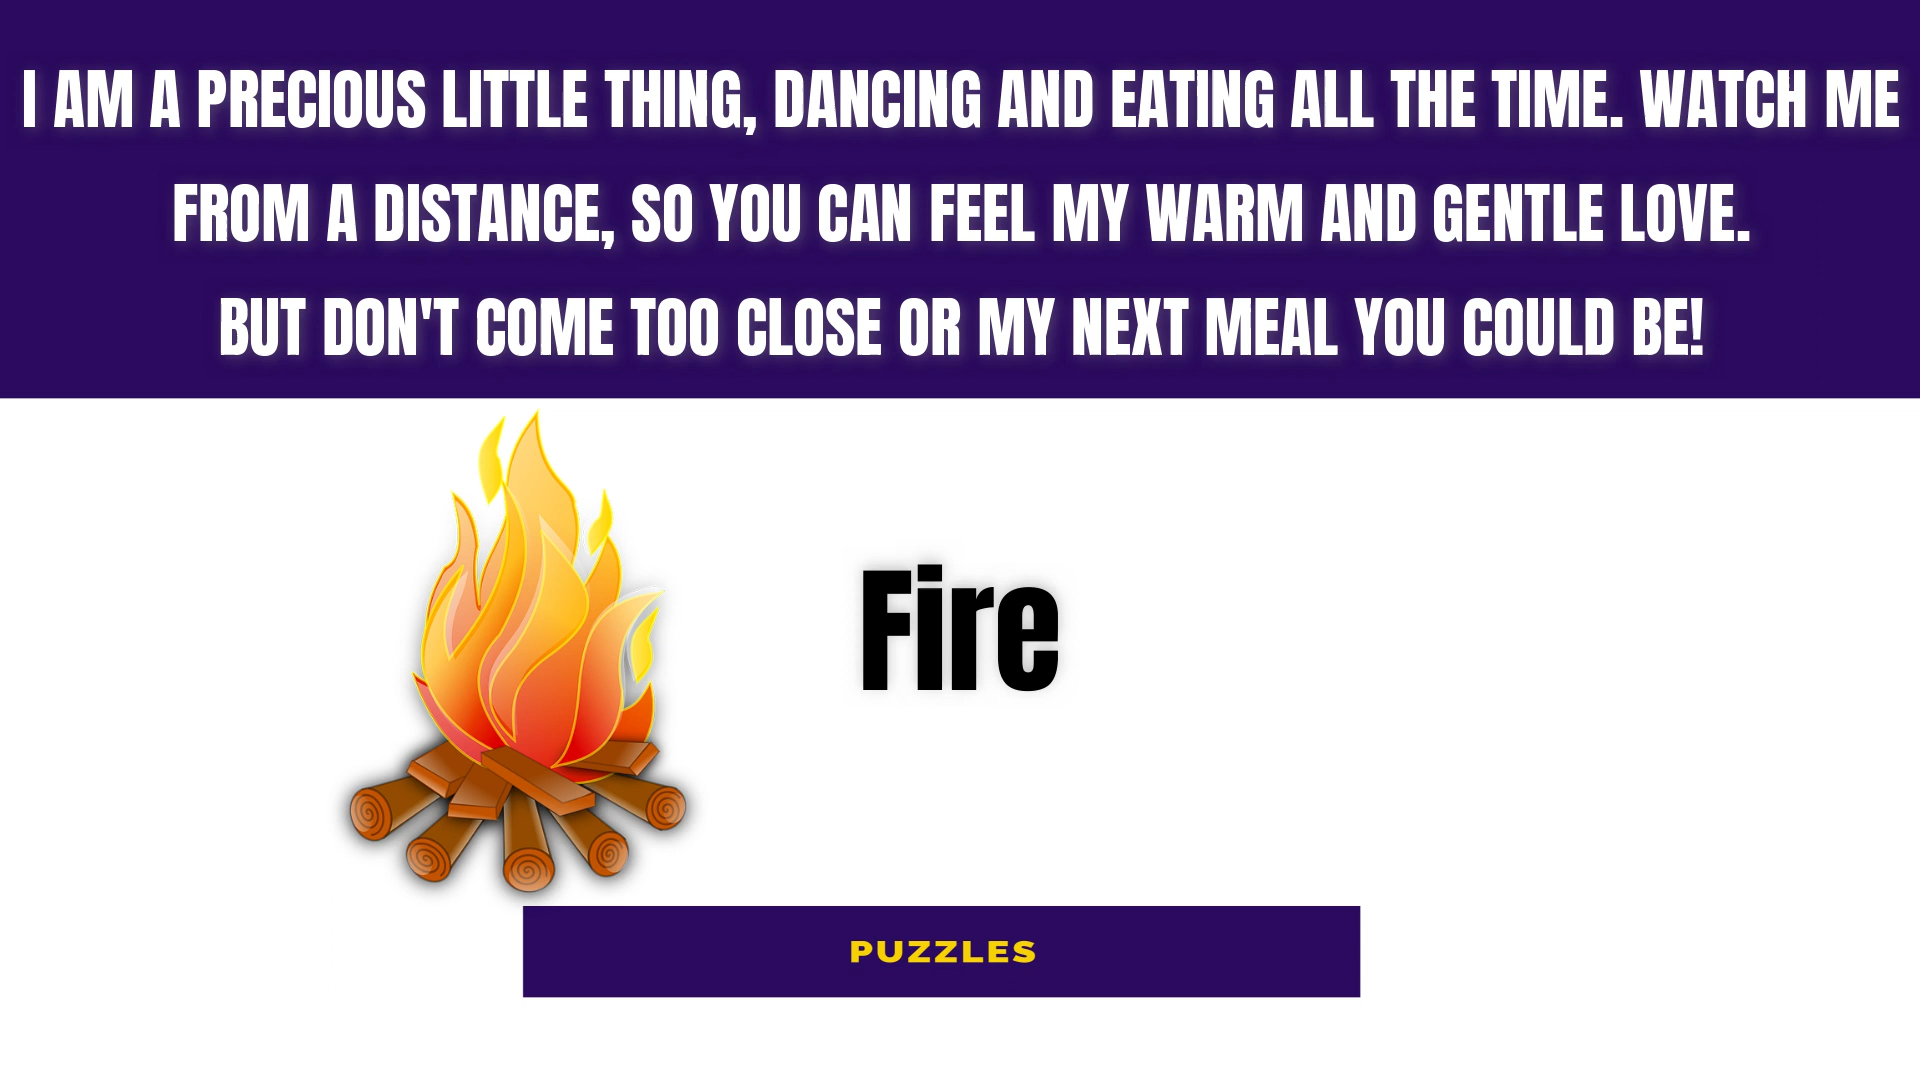 I AM A PRECIOUS LITTLE THING, DANCING AND EATING ALL THE TIME. WATCH ME
FROM A DISTANCE, SO YOU CAN FEEL MY WARM AND GENTLE LOVE.
BUT DON'T COME TOO CLOSE OR MY NEXT MEAL YOU COULD BE!
Fire
PUZZLES